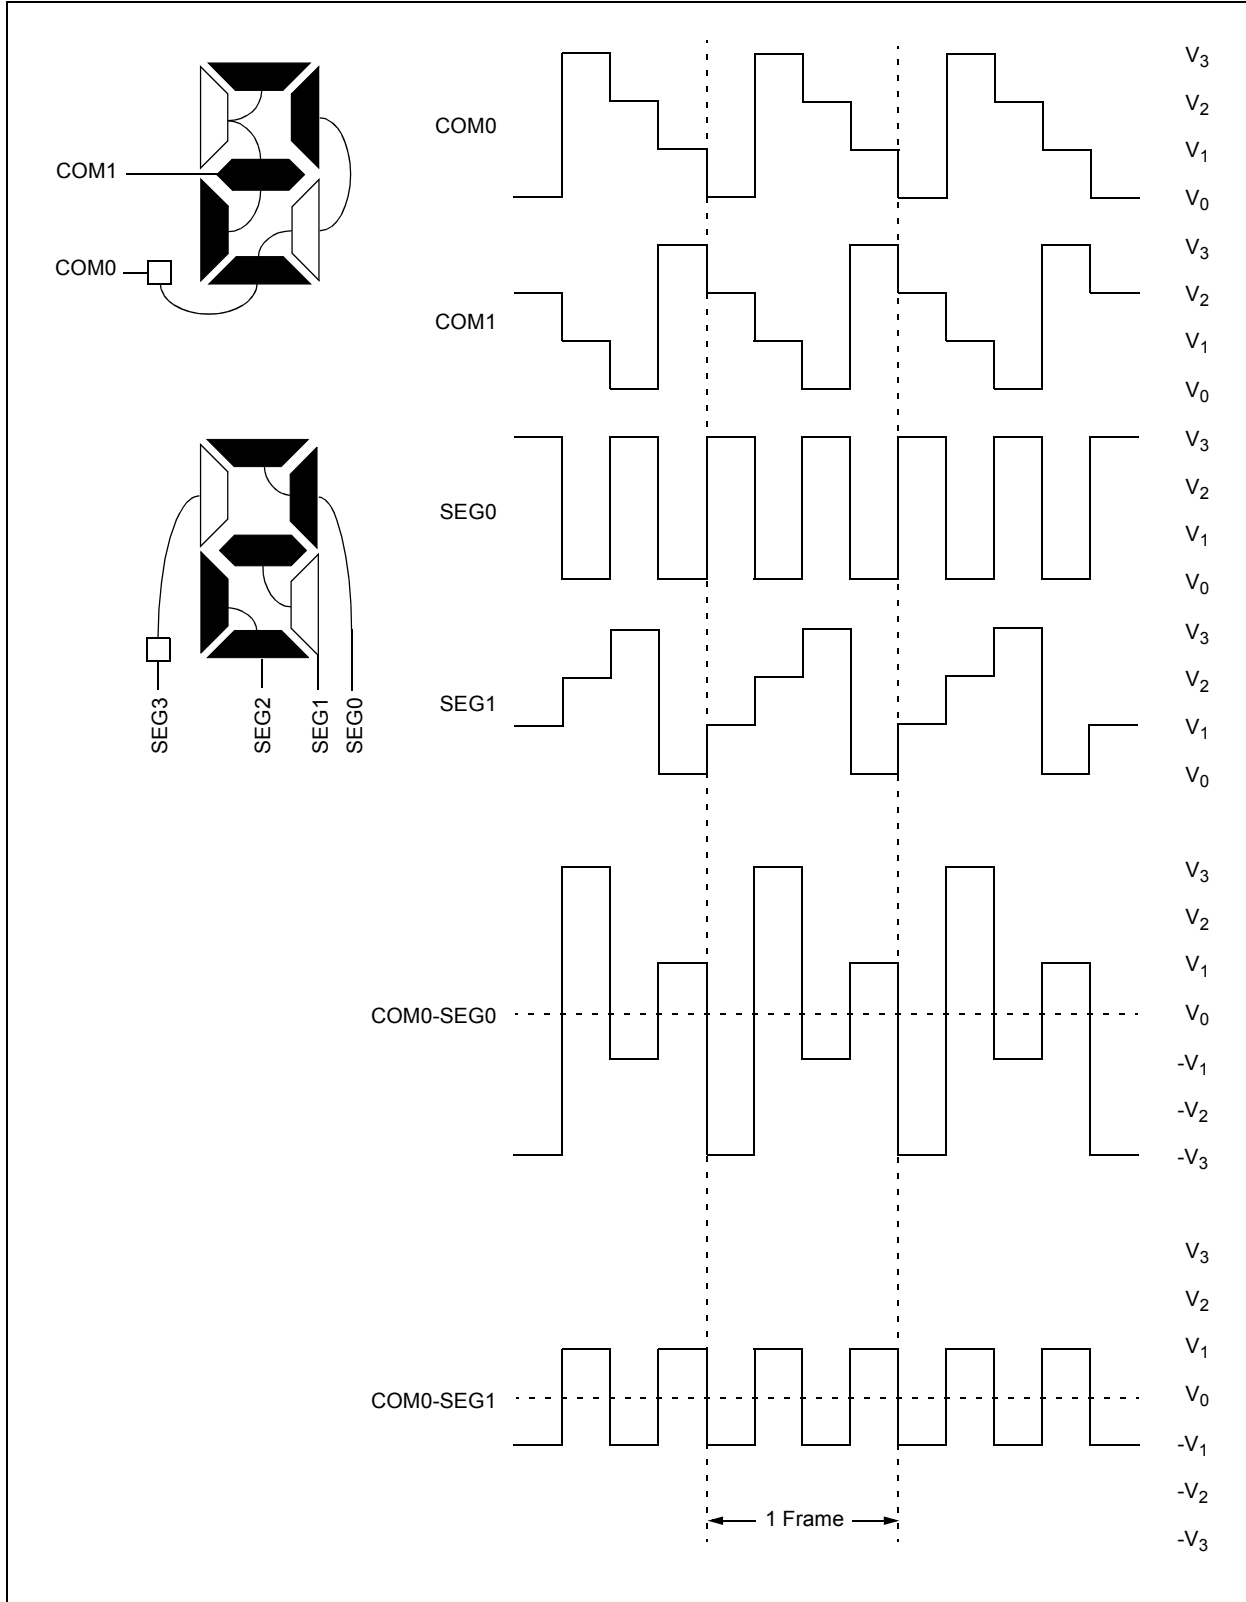 COM1
COM0
SEG3
SEG2
SEG1
SEG0
COM0
V3
V2
V1
V0
COM1
V3
V2
V1
V0
SEG0
V3
V2
V1
V0
SEG1
V3
V2
V1
V0
COM0-SEG0
V3
V2
V1
V0
-V1
-V2
-V3
COM0-SEG1
V3
V2
V1
V0
-V1
-V2
-V3
1 Frame